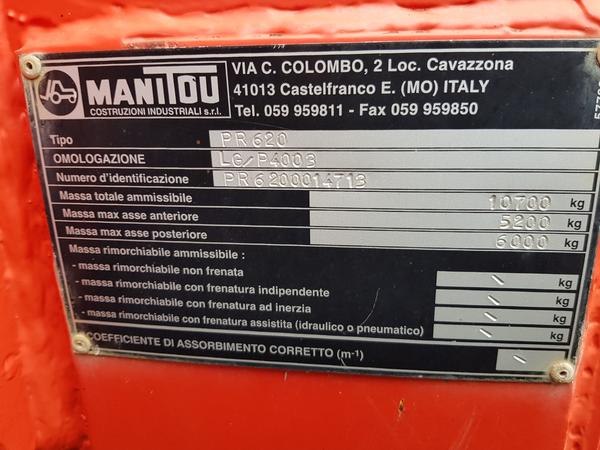 MANITOU
COSTRUZIONI INDUSTRIALI s.r.l.
VIA C. COLOMBO, 2 Loc. Cavazzona
41013 Castelfranco E. (MO) ITALY
Tel. 059 959811 - Fax 059 959850
Tipo PR620
OMOLOGAZIONE LG/P4003
Numero d'identificazione PR6200014713
Massa totale ammissibile 10700 kg
Massa max asse anteriore 5200 kg
Massa max asse posteriore 6000 kg
Massa rimorchiabile ammissibile :
- massa rimorchiabile non frenata \ kg
- massa rimorchiabile con frenatura indipendente \ kg
- massa rimorchiabile con frenatura ad inerzia \ kg
- massa rimorchiabile con frenatura assistita (idraulico o pneumatico) \ kg
COEFFICIENTE DI ASSORBIMENTO CORRETTO (m-1) \